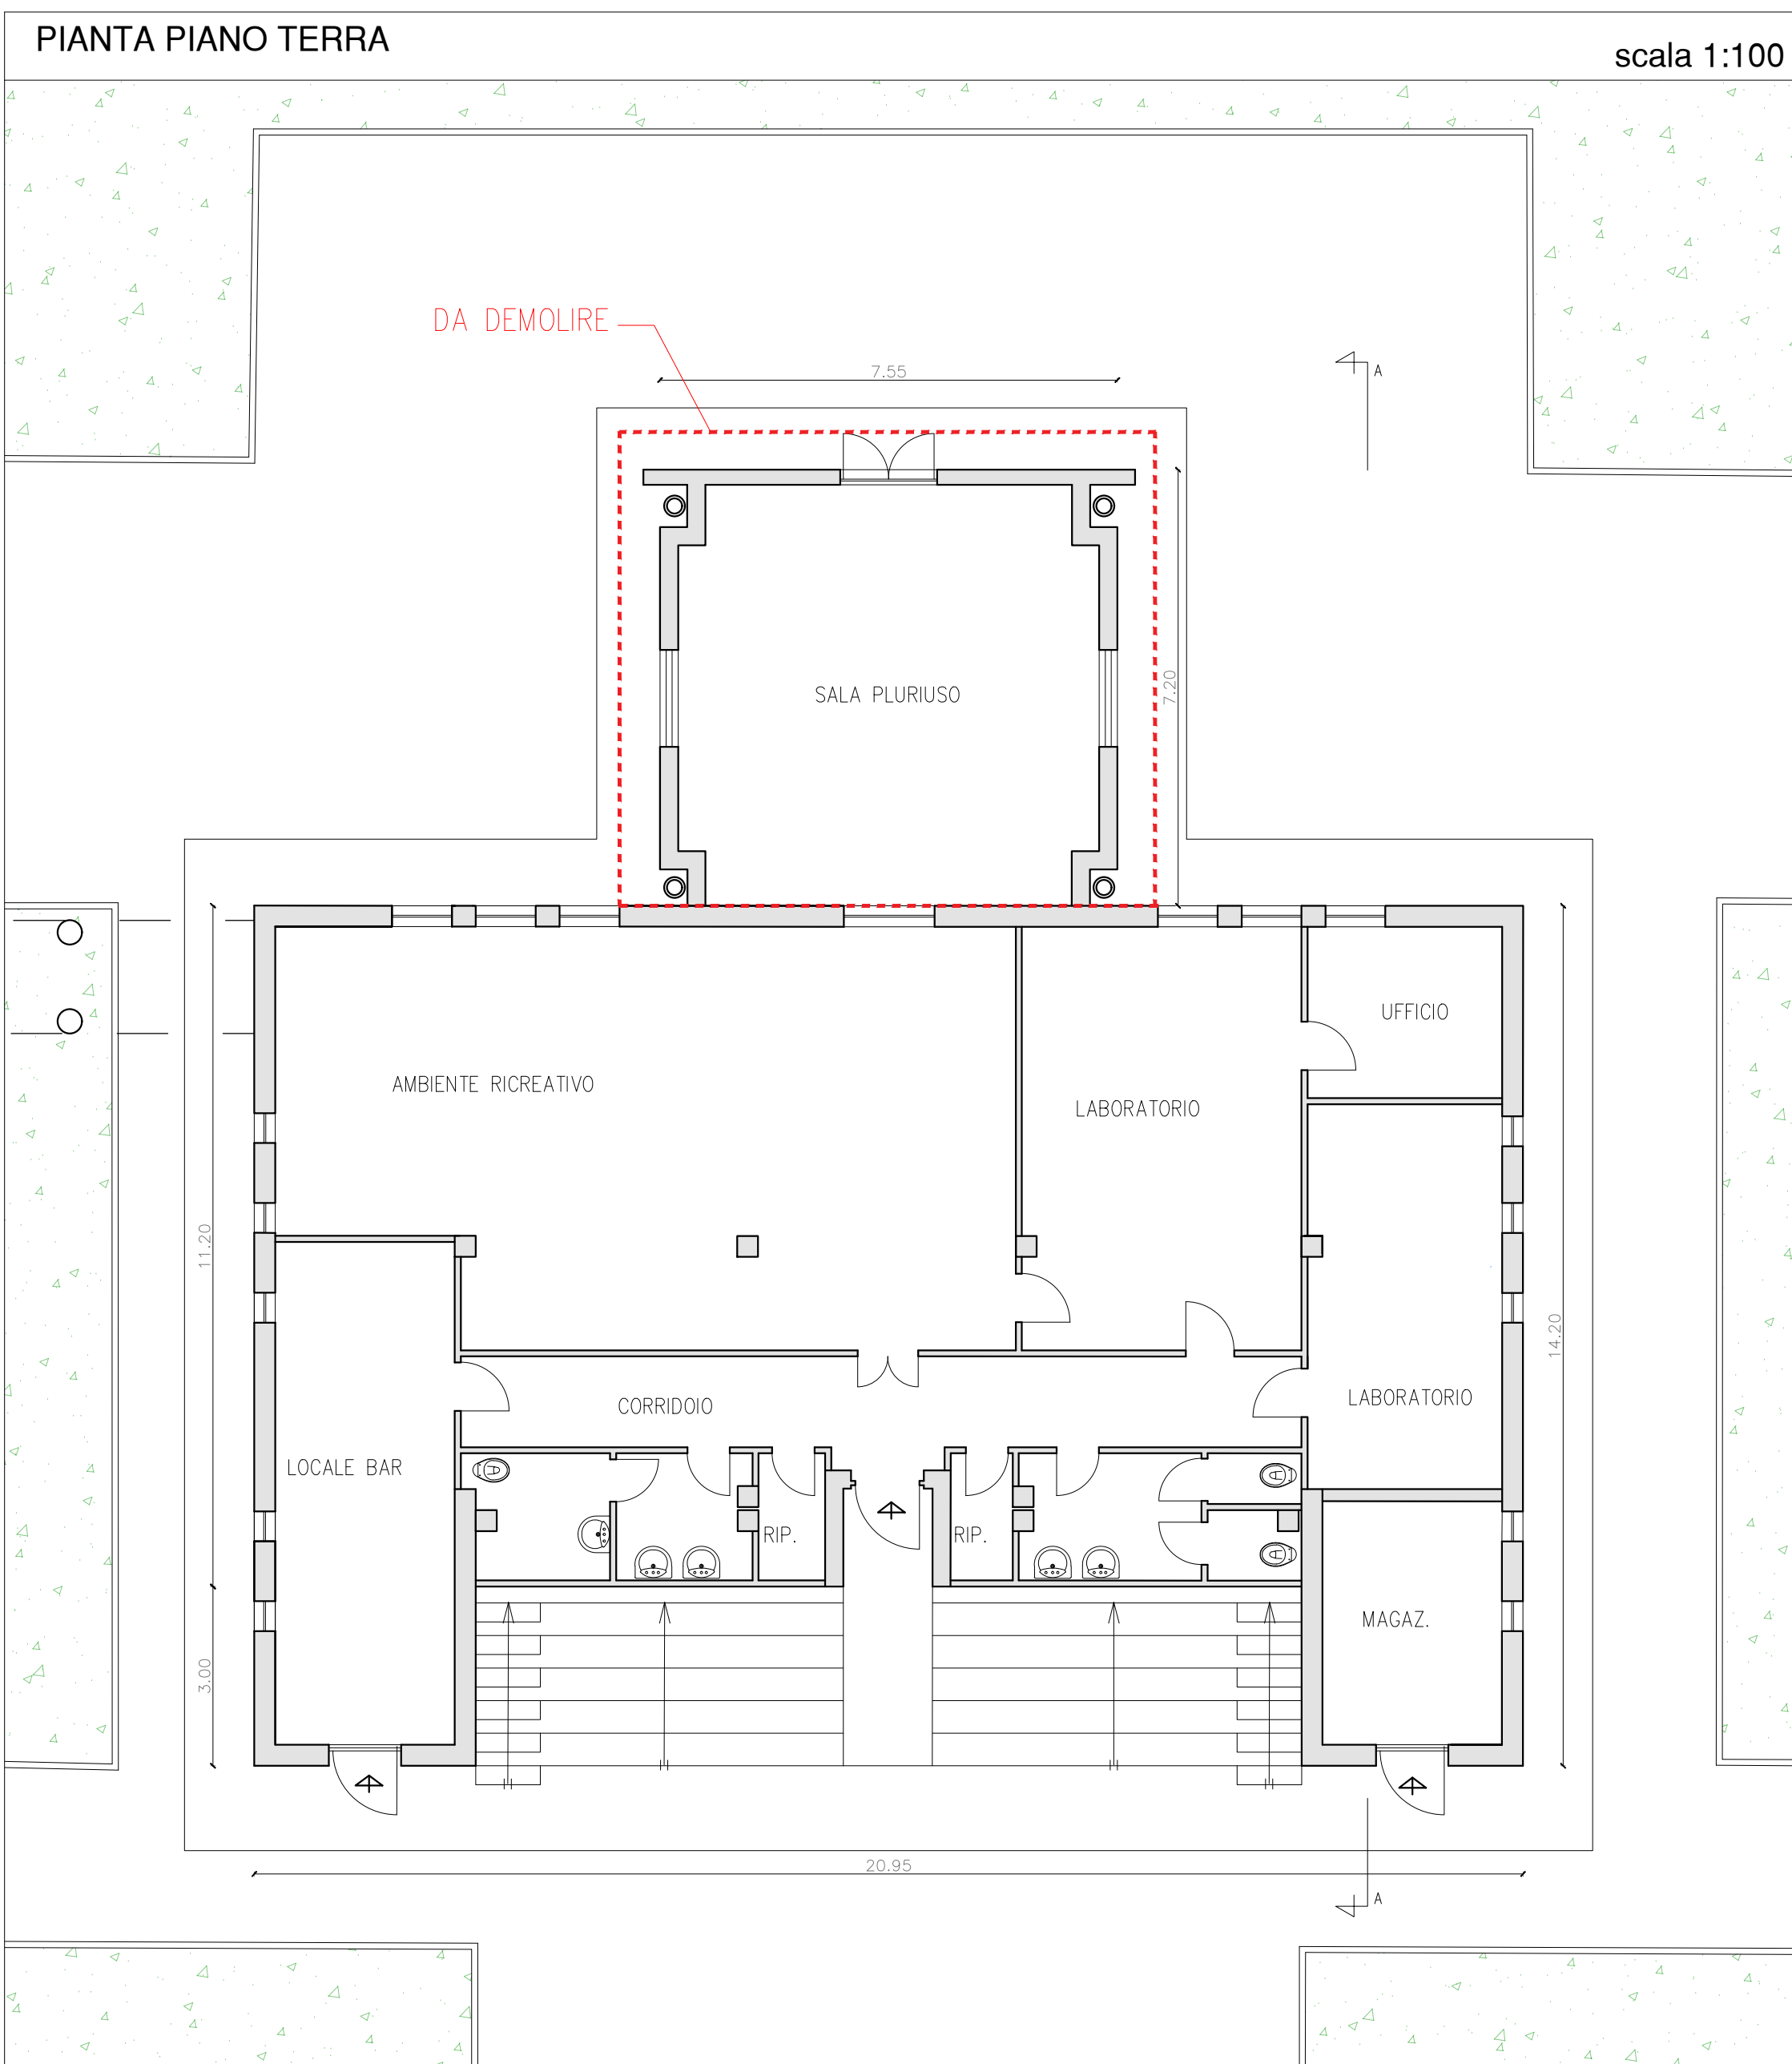 PIANTA PIANO TERRA
scala 1:100
DA DEMOLIRE
7.55
A
SALA PLURIUSO
7.20
UFFICIO
AMBIENTE RICREATIVO
LABORATORIO
11.20
14.20
LABORATORIO
CORRIDOIO
LOCALE BAR
RIP.
RIP.
MAGAZ.
3.00
20.95
A